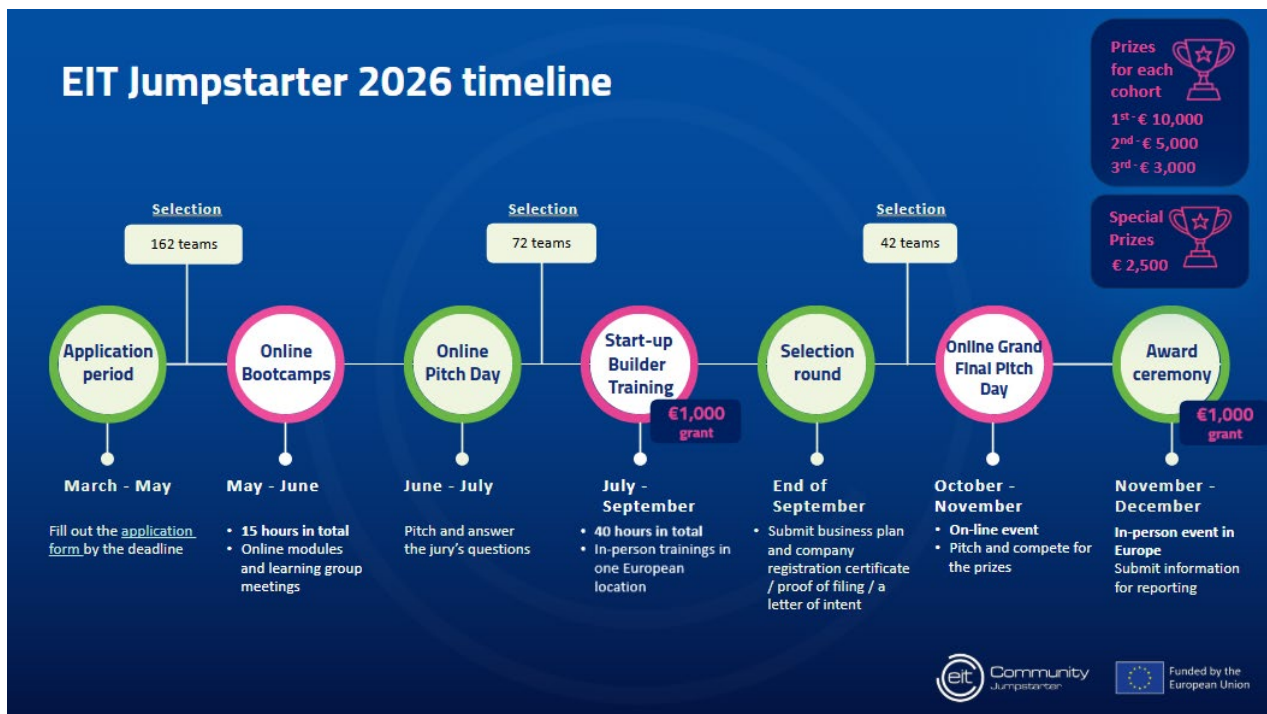 EIT Jumpstarter 2026 timeline
Prizes
for each
cohort
1st - € 10,000
2nd - € 5,000
3rd - € 3,000
Special
Prizes
€ 2,500
Selection
162 teams
Selection
72 teams
Selection
42 teams
Application
period
Online
Bootcamps
Online
Pitch Day
Start-up
Builder
Training
€1,000
grant
Selection
round
Online Grand
Final Pitch
Day
Award
ceremony
€1,000
grant
March - May
Fill out the application
form by the deadline
May - June
• 15 hours in total
• Online modules
and learning group
meetings
June - July
Pitch and answer
the jury's questions
July -
September
• 40 hours in total
• In-person trainings in
one European
location
End of
September
• Submit business plan
and company
registration certificate
/ proof of filing / a
letter of intent
October -
November
• On-line event
• Pitch and compete for
the prizes
November -
December
In-person event in
Europe
Submit information
for reporting
eit Community
Jumpstarter
Funded by the
European Union